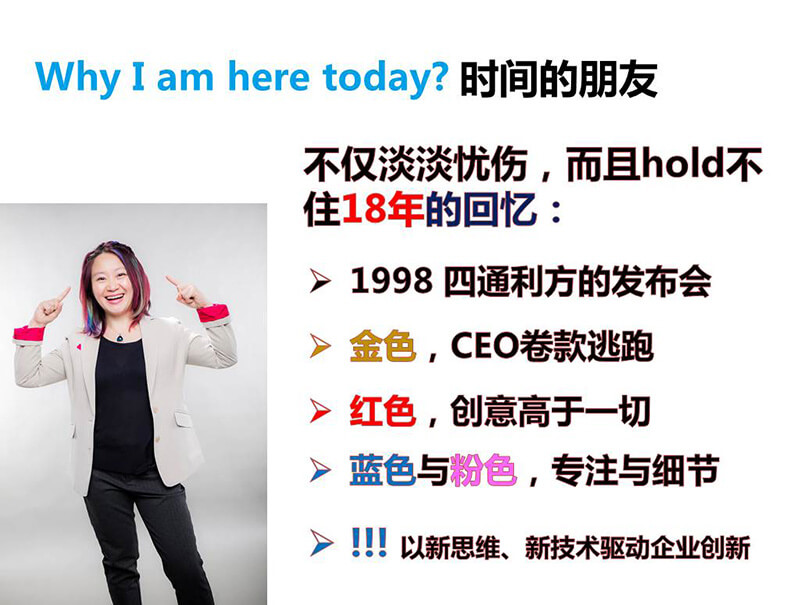 Why I am here today? 时间的朋友
不仅淡淡忧伤，而且hold不
住18年的回忆：
1998 四通利方的发布会
金色，CEO卷款逃跑
红色，创意高于一切
蓝色与粉色，专注与细节
!!! 以新思维、新技术驱动企业创新